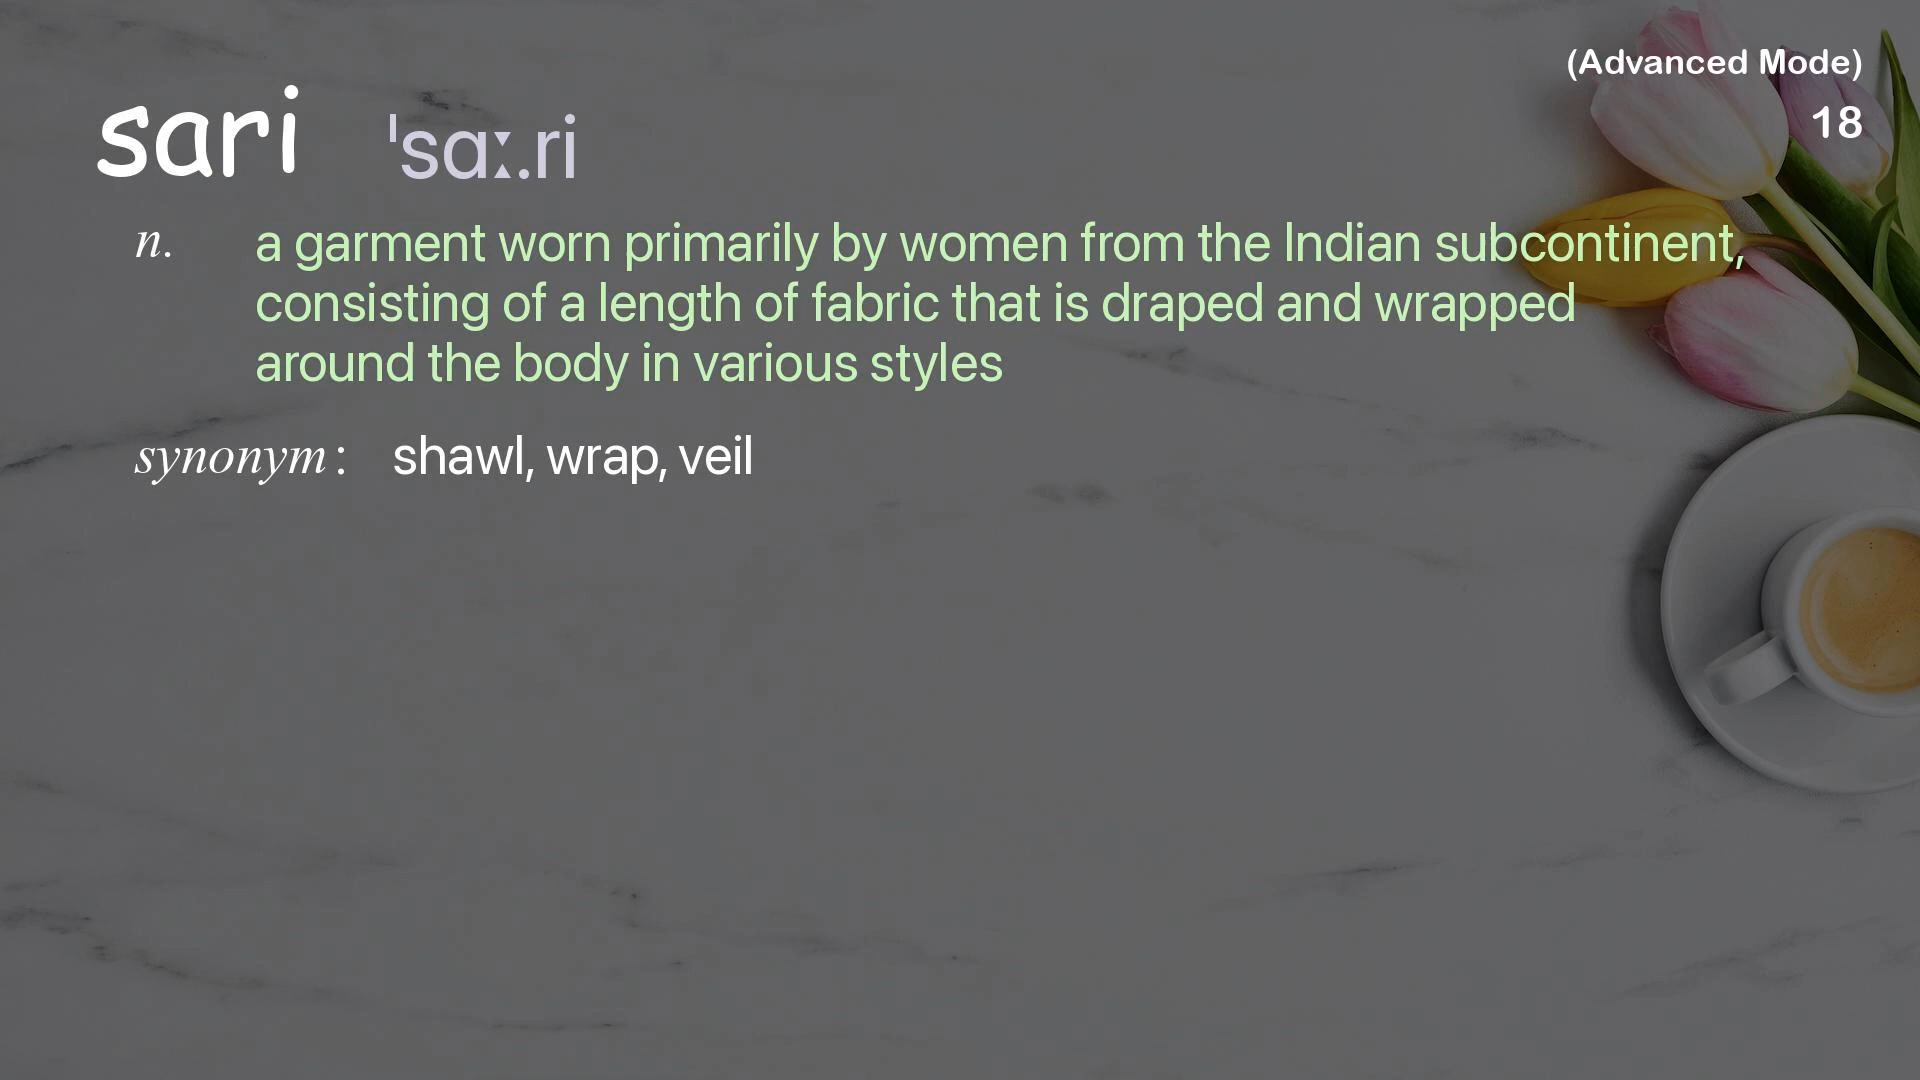 (Advanced Mode)
18
sari ˈsɑː.ri
n. a garment worn primarily by women from the Indian subcontinent,
consisting of a length of fabric that is draped and wrapped
around the body in various styles
synonym: shawl, wrap, veil